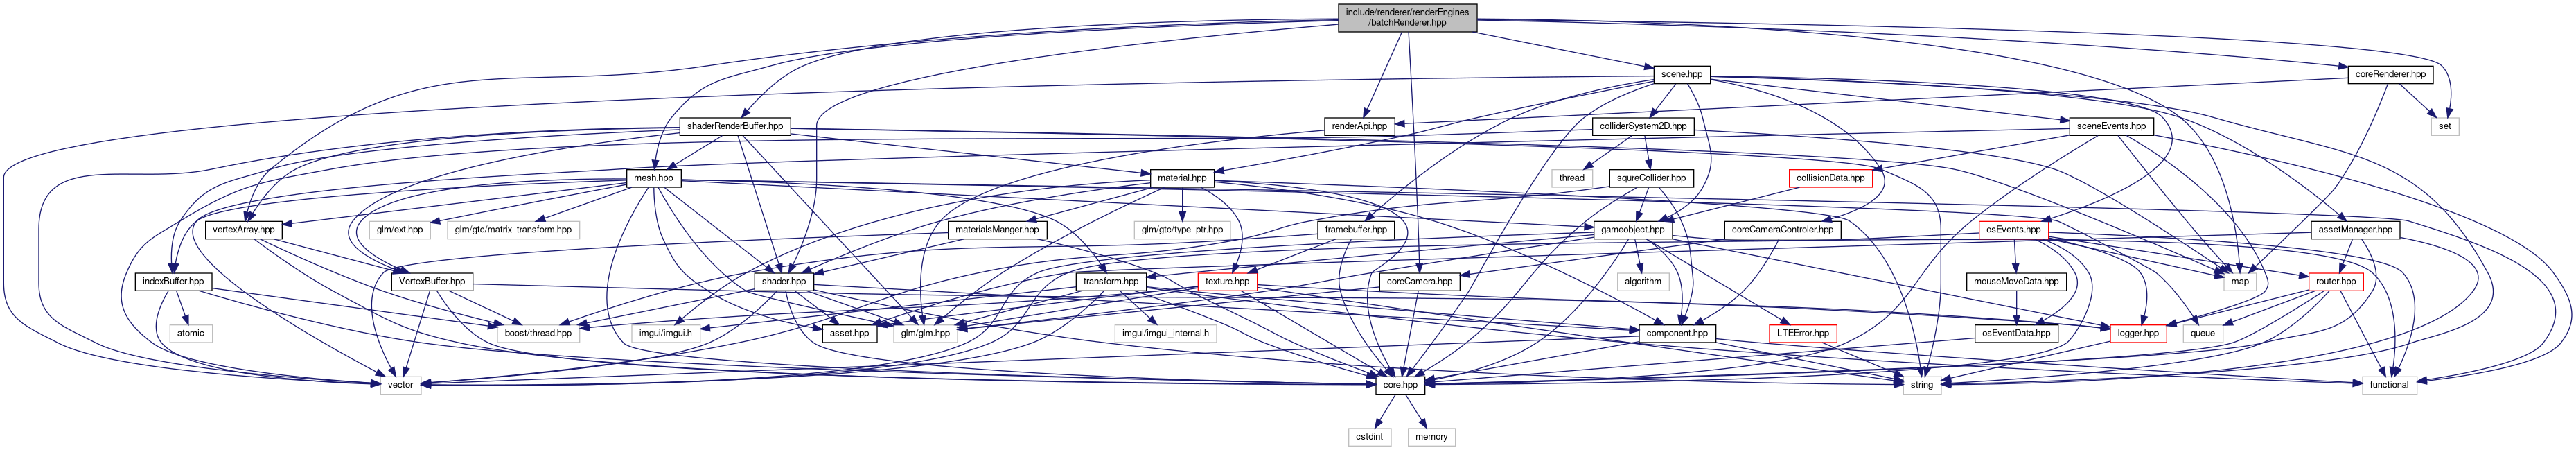 include/renderer/renderEngines
/batchRenderer.hpp
scene.hpp
coreRenderer.hpp
shaderRenderBuffer.hpp
renderApi.hpp
colliderSystem2D.hpp
sceneEvents.hpp
set
mesh.hpp
material.hpp
thread
squreCollider.hpp
collisionData.hpp
vertexArray.hpp
glm/ext.hpp
glm/gtc/matrix_transform.hpp
materialsManger.hpp
glm/gtc/type_ptr.hpp
framebuffer.hpp
gameobject.hpp
coreCameraControler.hpp
osEvents.hpp
assetManager.hpp
indexBuffer.hpp
VertexBuffer.hpp
shader.hpp
transform.hpp
texture.hpp
coreCamera.hpp
algorithm
mouseMoveData.hpp
map
router.hpp
atomic
boost/thread.hpp
imgui/imgui.h
asset.hpp
glm/glm.hpp
imgui/imgui_internal.h
component.hpp
LTEError.hpp
osEventData.hpp
logger.hpp
queue
vector
core.hpp
string
functional
cstdint
memory